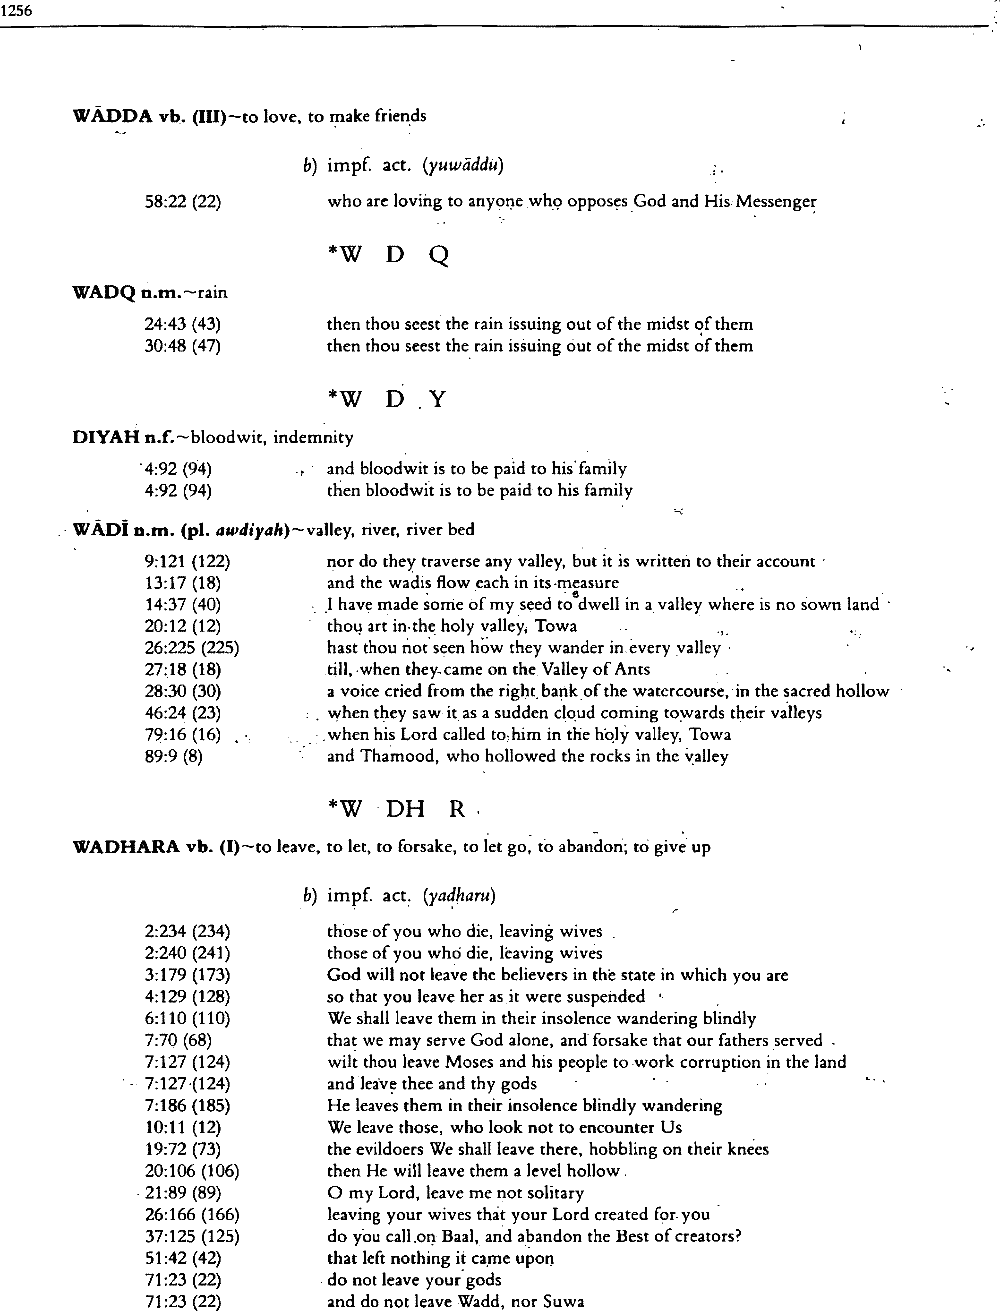 1256
WĀDDA vb. (III)~to love, to make friends
b) impf. act. (yuwāddu)
58:22 (22) who are loving to anyone who opposes God and His Messenger
*W D Q
WADQ n.m.~rain
24:43 (43) then thou seest the rain issuing out of the midst of them
30:48 (47) then thou seest the rain issuing out of the midst of them
*W D Y
DIYAH n.f.~bloodwit, indemnity
4:92 (94) and bloodwit is to be paid to his family
4:92 (94) then bloodwit is to be paid to his family
WĀDĪ n.m. (pl. awdiyah)~valley, river, river bed
9:121 (122) nor do they traverse any valley, but it is written to their account
13:17 (18) and the wadis flow each in its measure
14:37 (40) I have made some of my seed to dwell in a valley where is no sown land
20:12 (12) thou art in the holy valley, Towa
26:225 (225) hast thou not seen how they wander in every valley
27:18 (18) till, when they came on the Valley of Ants
28:30 (30) a voice cried from the right bank of the watercourse, in the sacred hollow
46:24 (23) when they saw it as a sudden cloud coming towards their valleys
79:16 (16) when his Lord called to him in the holy valley, Towa
89:9 (8) and Thamood, who hollowed the rocks in the valley
*W DH R
WADHARA vb. (I)~to leave, to let, to forsake, to let go, to abandon; to give up
b) impf. act. (yadharu)
2:234 (234) those of you who die, leaving wives
2:240 (241) those of you who die, leaving wives
3:179 (173) God will not leave the believers in the state in which you are
4:129 (128) so that you leave her as it were suspended
6:110 (110) We shall leave them in their insolence wandering blindly
7:70 (68) that we may serve God alone, and forsake that our fathers served
7:127 (124) wilt thou leave Moses and his people to work corruption in the land
7:127 (124) and leave thee and thy gods
7:186 (185) He leaves them in their insolence blindly wandering
10:11 (12) We leave those, who look not to encounter Us
19:72 (73) the evildoers We shall leave there, hobbling on their knees
20:106 (106) then He will leave them a level hollow
21:89 (89) O my Lord, leave me not solitary
26:166 (166) leaving your wives that your Lord created for you
37:125 (125) do you call on Baal, and abandon the Best of creators?
51:42 (42) that left nothing it came upon
71:23 (22) do not leave your gods
71:23 (22) and do not leave Wadd, nor Suwa